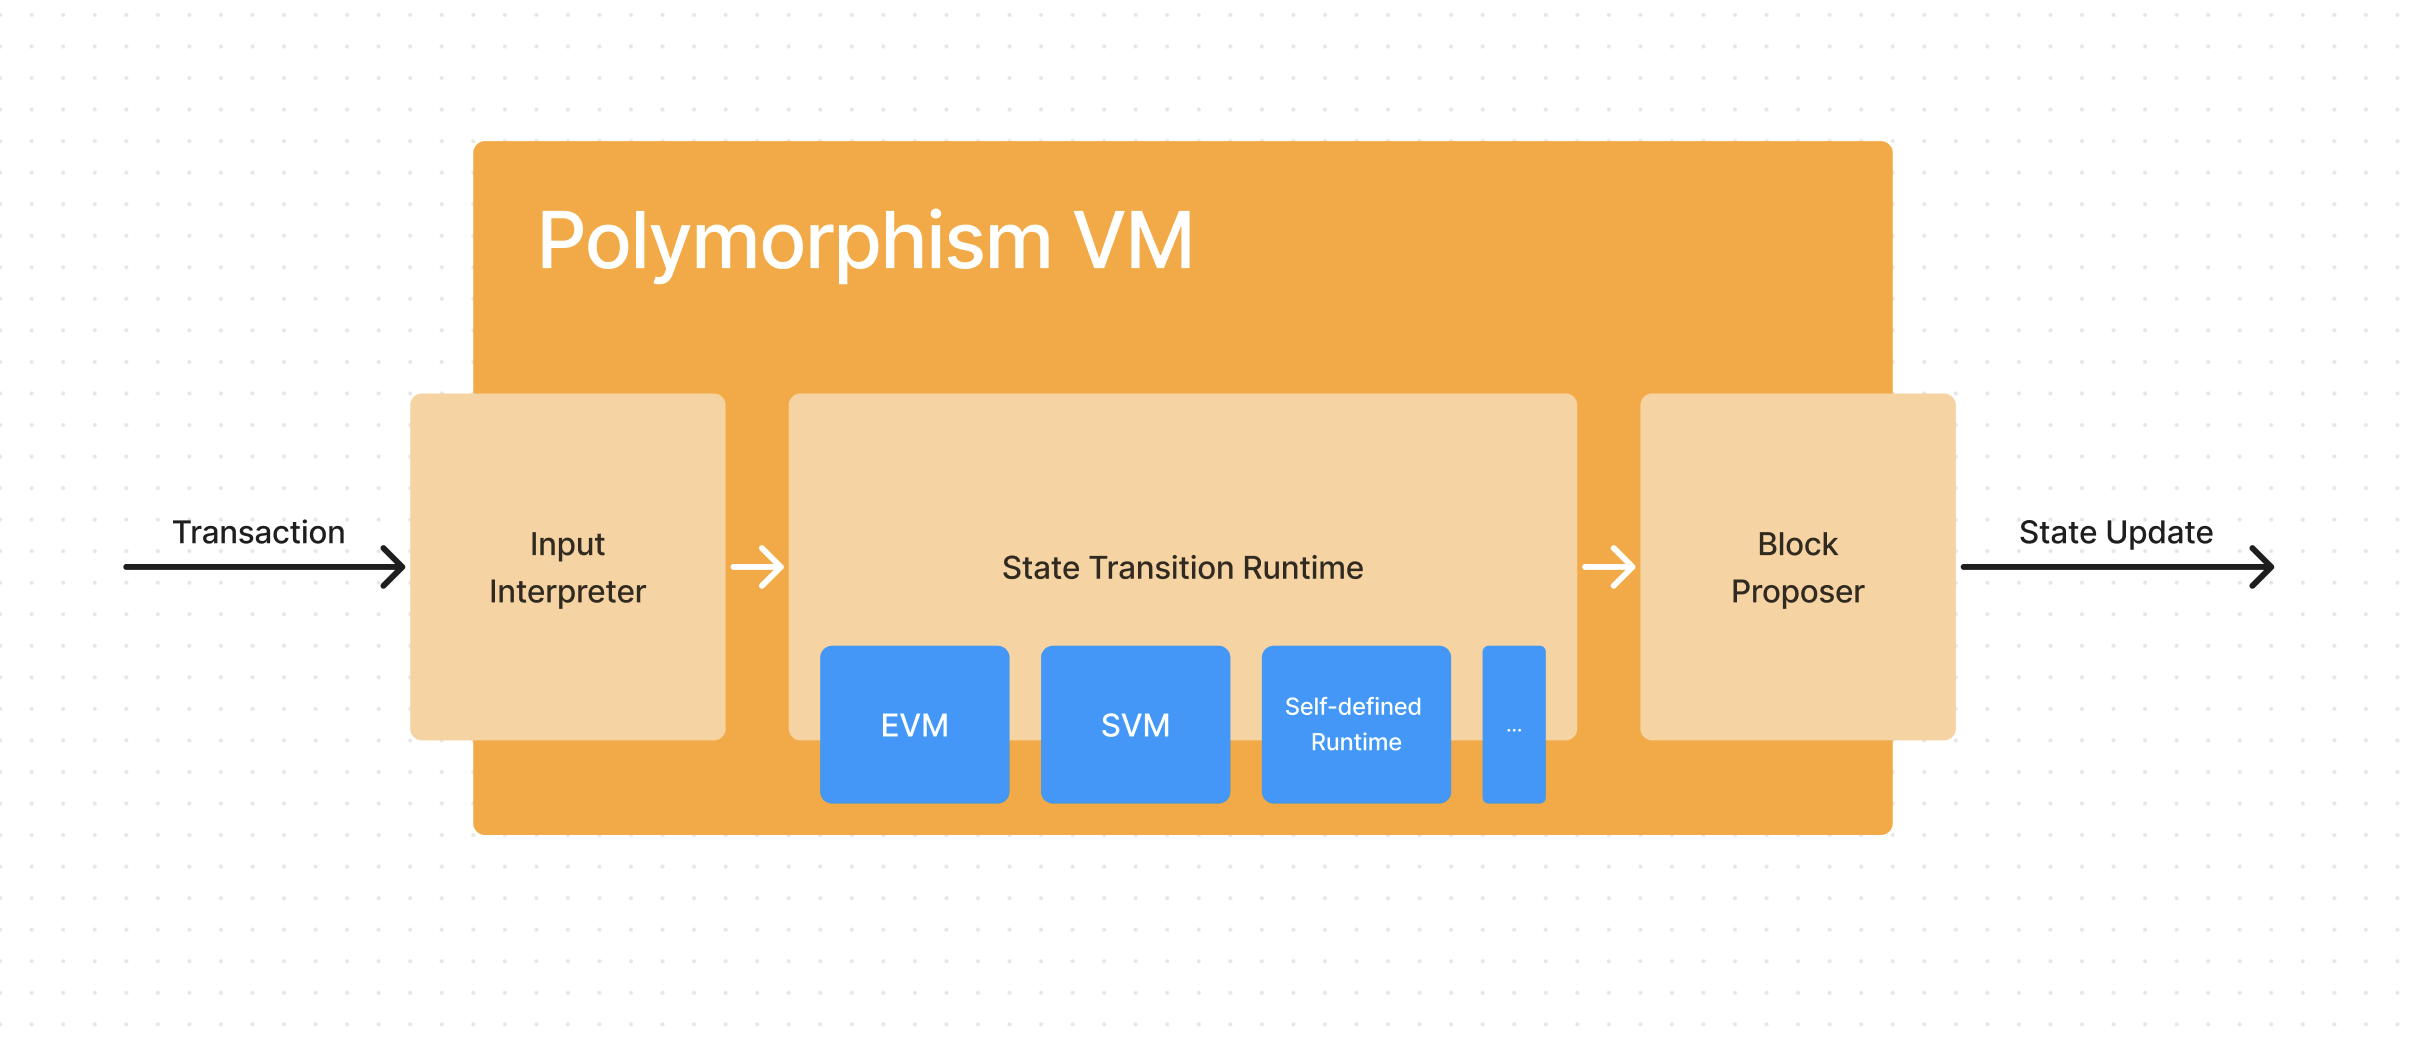 Polymorphism VM
Transaction
Input
Interpreter
State Transition Runtime
EVM
SVM
Self-defined
Runtime
...
Block
Proposer
State Update